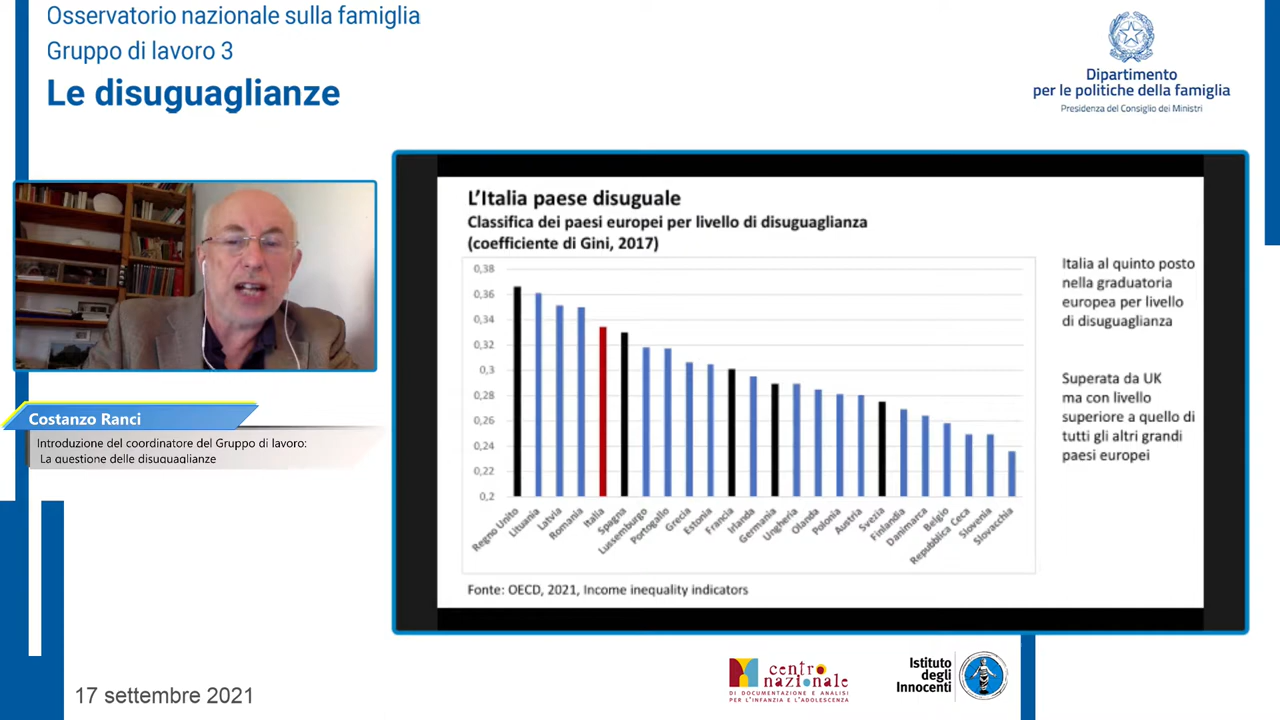 Osservatorio nazionale sulla famiglia
Gruppo di lavoro 3
Le disuguaglianze
Dipartimento
per le politiche della famiglia
Presidenza del Consiglio dei Ministri
L'Italia paese disuguale
Classifica dei paesi europei per livello di disuguaglianza
(coefficiente di Gini, 2017)
0,38
0,36
0,34
0,32
0,3
0,28
0,26
0,24
0,22
0,2
Regno Unito
Lituania
Latvia
Romania
Italia
Spagna
Lussemburgo
Portogallo
Grecia
Estonia
Francia
Irlanda
Germania
Ungheria
Olanda
Polonia
Austria
Svezia
Finlandia
Danimarca
Belgio
Repubblica Ceca
Slovenia
Slovacchia
Italia al quinto posto
nella graduatoria
europea per livello
di disuguaglianza
Superata da UK
ma con livello
superiore a quello di
tutti gli altri grandi
paesi europei
Fonte: OECD, 2021, Income inequality indicators
Costanzo Ranci
Introduzione del coordinatore del Gruppo di lavoro:
La questione delle disuguaglianze
17 settembre 2021
centro
nazionale
DI DOCUMENTAZIONE E ANALISI
PER L'INFANZIA E L'ADOLESCENZA
Istituto
degli
Innocenti